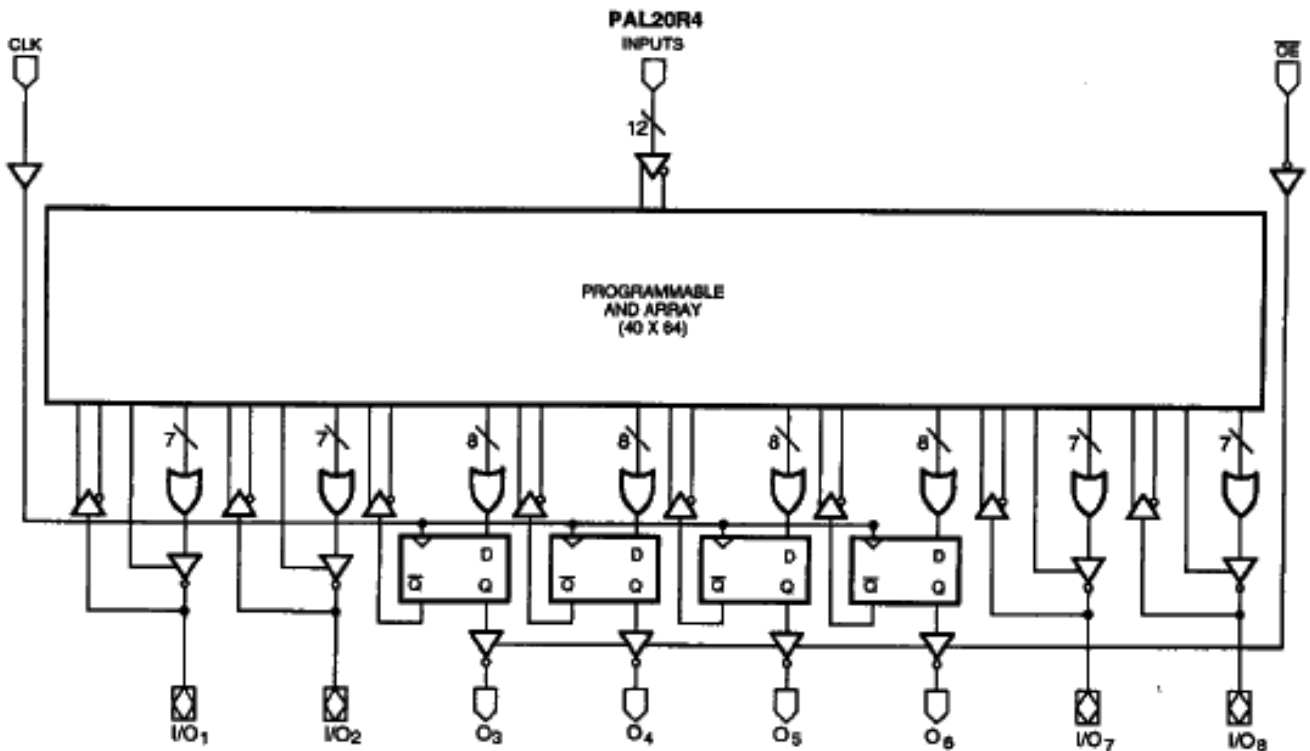 PAL20R4
CLK
INPUTS
OE
12
PROGRAMMABLE
AND ARRAY
(40 X 64)
7
7
8
8
8
8
7
7
D
D
D
D
Q Q
Q Q
Q Q
Q Q
I/O1
I/O2
O3
O4
O5
O6
I/O7
I/O8